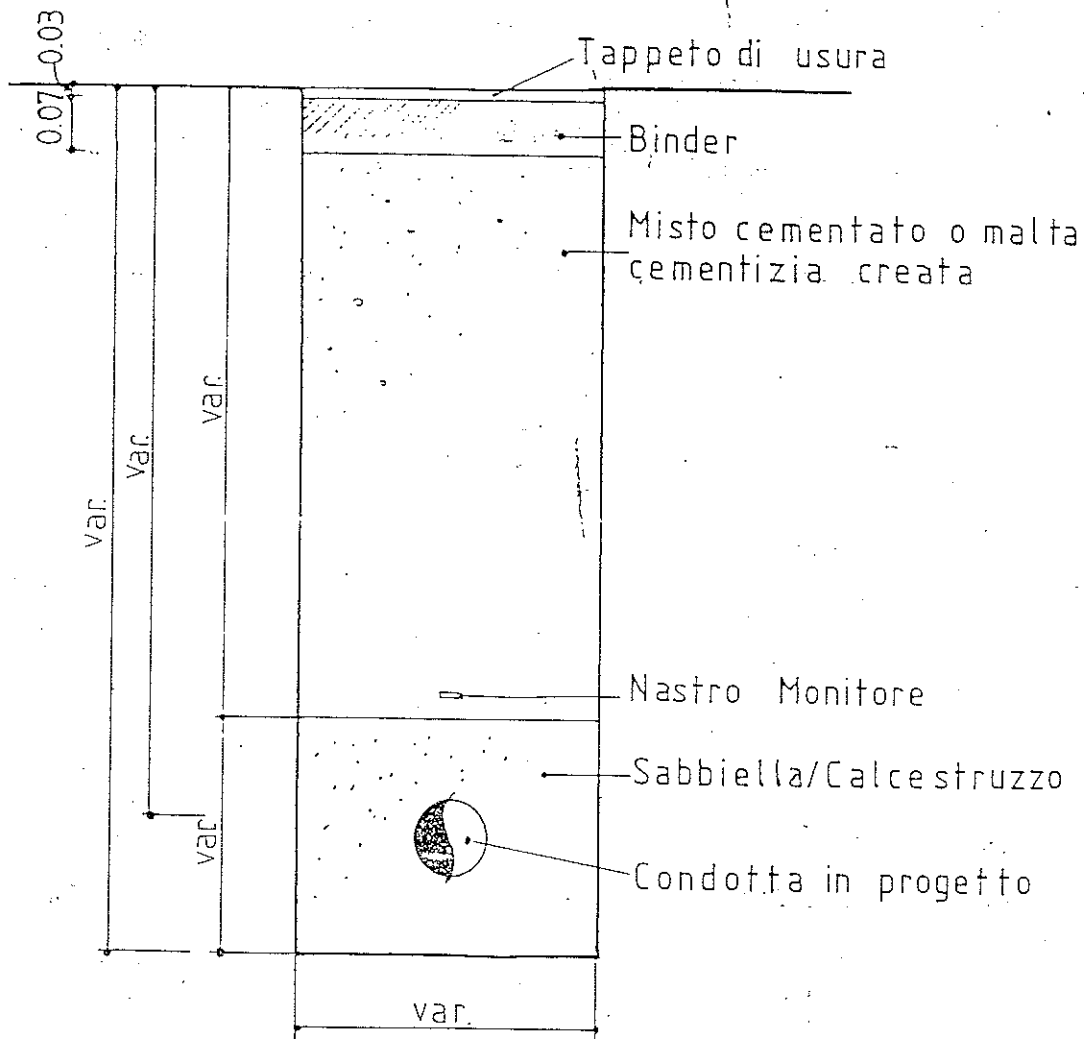 0.03
Tappeto di usura
0.07
Binder
Misto cementato o malta
cementizia creata
var.
var.
var.
Nastro Monitore
Sabbiella/Calcestruzzo
var
Condotta in progetto
var.